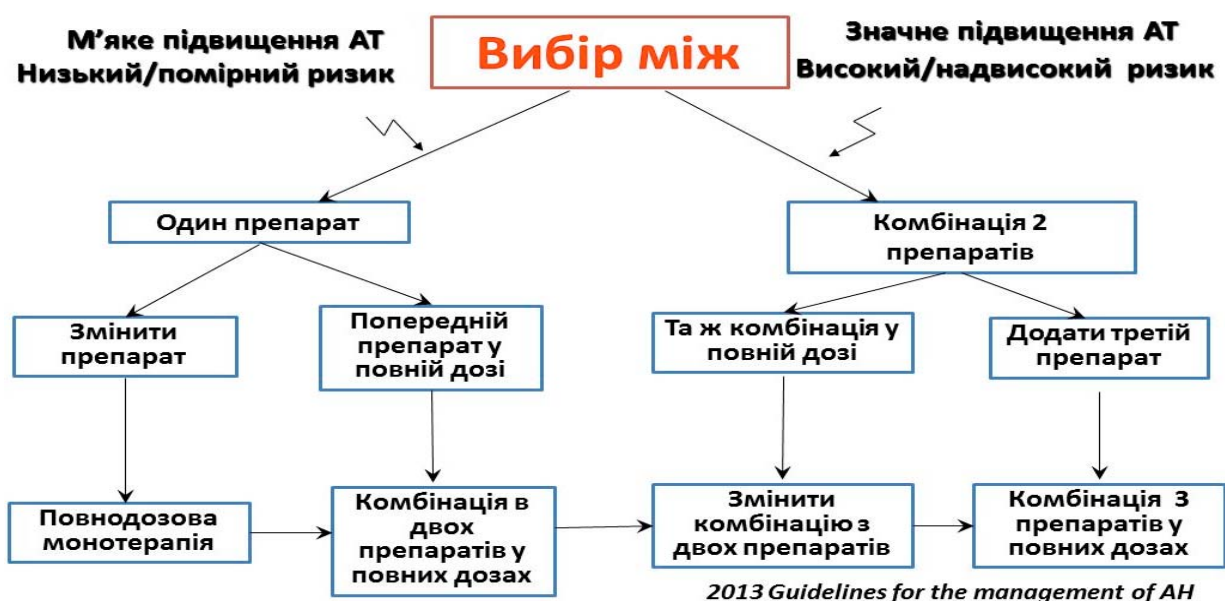 М’яке підвищення АТ
Низький/помірний ризик
Вибір між
Значне підвищення АТ
Високий/надвисокий ризик
Один препарат
Комбінація 2
препаратів
Змінити
препарат
Попередній
препарат у
повній дозі
Та ж комбінація у
повній дозі
Додати третій
препарат
Повнодозова
монотерапія
Комбінація в
двох
препаратів у
повних дозах
Змінити
комбінацію з
двох препаратів
Комбінація 3
препаратів у
повних дозах
2013 Guidelines for the management of AH